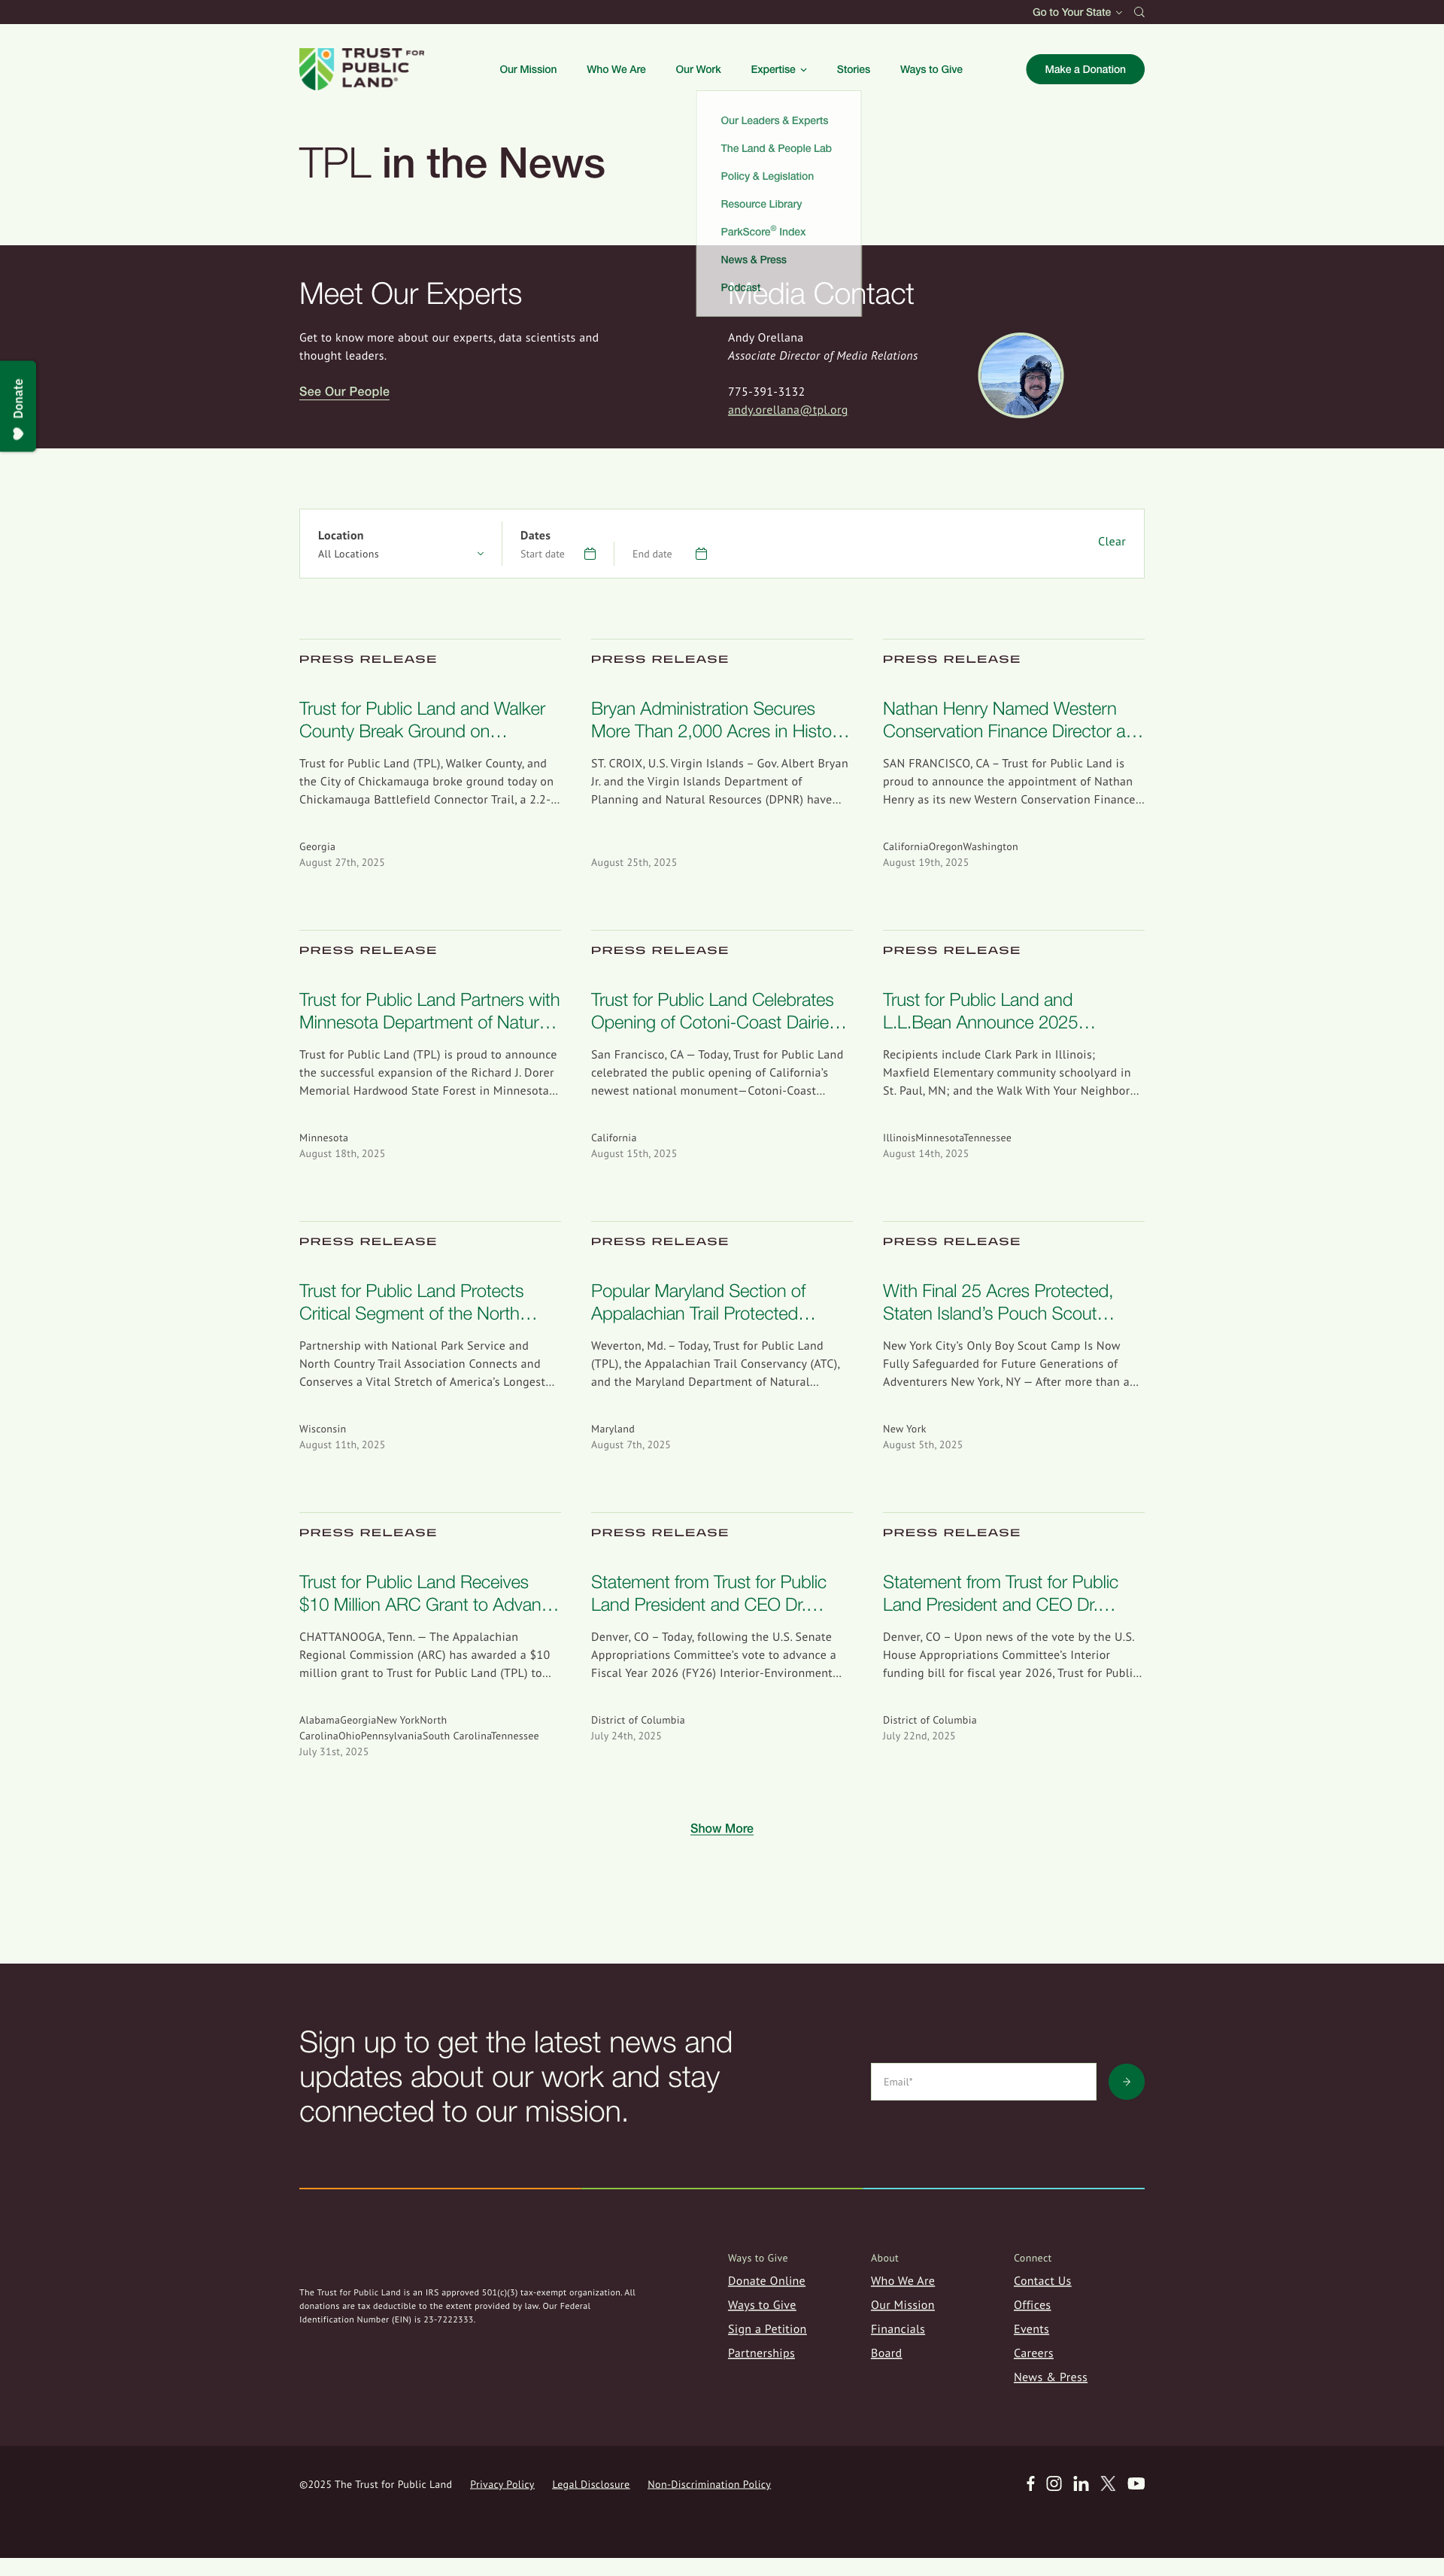 Go to Your State
TRUST FOR
PUBLIC
LAND®
Our Mission
Who We Are
Our Work
Expertise
Stories
Ways to Give
Make a Donation
Our Leaders & Experts
The Land & People Lab
Policy & Legislation
Resource Library
ParkScore® Index
News & Press
Podcast
TPL in the News
Meet Our Experts
Get to know more about our experts, data scientists and
thought leaders.
See Our People
Media Contact
Andy Orellana
Associate Director of Media Relations
775-391-3132
andy.orellana@tpl.org
Donate
Location
All Locations
Dates
Start date
End date
Clear
PRESS RELEASE
Trust for Public Land and Walker
County Break Ground on…
Trust for Public Land (TPL), Walker County, and
the City of Chickamauga broke ground today on
Chickamauga Battlefield Connector Trail, a 2.2-…
Georgia
August 27th, 2025
PRESS RELEASE
Bryan Administration Secures
More Than 2,000 Acres in Histo…
ST. CROIX, U.S. Virgin Islands – Gov. Albert Bryan
Jr. and the Virgin Islands Department of
Planning and Natural Resources (DPNR) have…
August 25th, 2025
PRESS RELEASE
Nathan Henry Named Western
Conservation Finance Director a…
SAN FRANCISCO, CA – Trust for Public Land is
proud to announce the appointment of Nathan
Henry as its new Western Conservation Finance…
CaliforniaOregonWashington
August 19th, 2025
PRESS RELEASE
Trust for Public Land Partners with
Minnesota Department of Natur…
Trust for Public Land (TPL) is proud to announce
the successful expansion of the Richard J. Dorer
Memorial Hardwood State Forest in Minnesota…
Minnesota
August 18th, 2025
PRESS RELEASE
Trust for Public Land Celebrates
Opening of Cotoni-Coast Dairie…
San Francisco, CA — Today, Trust for Public Land
celebrated the public opening of California’s
newest national monument—Cotoni-Coast…
California
August 15th, 2025
PRESS RELEASE
Trust for Public Land and
L.L.Bean Announce 2025…
Recipients include Clark Park in Illinois;
Maxfield Elementary community schoolyard in
St. Paul, MN; and the Walk With Your Neighbor…
IllinoisMinnesotaTennessee
August 14th, 2025
PRESS RELEASE
Trust for Public Land Protects
Critical Segment of the North…
Partnership with National Park Service and
North Country Trail Association Connects and
Conserves a Vital Stretch of America’s Longest…
Wisconsin
August 11th, 2025
PRESS RELEASE
Popular Maryland Section of
Appalachian Trail Protected…
Weverton, Md. – Today, Trust for Public Land
(TPL), the Appalachian Trail Conservancy (ATC),
and the Maryland Department of Natural…
Maryland
August 7th, 2025
PRESS RELEASE
With Final 25 Acres Protected,
Staten Island’s Pouch Scout…
New York City’s Only Boy Scout Camp Is Now
Fully Safeguarded for Future Generations of
Adventurers New York, NY — After more than a…
New York
August 5th, 2025
PRESS RELEASE
Trust for Public Land Receives
$10 Million ARC Grant to Advan…
CHATTANOOGA, Tenn. — The Appalachian
Regional Commission (ARC) has awarded a $10
million grant to Trust for Public Land (TPL) to…
AlabamaGeorgiaNew YorkNorth
CarolinaOhioPennsylvaniaSouth CarolinaTennessee
July 31st, 2025
PRESS RELEASE
Statement from Trust for Public
Land President and CEO Dr.…
Denver, CO – Today, following the U.S. Senate
Appropriations Committee’s vote to advance a
Fiscal Year 2026 (FY26) Interior-Environment…
District of Columbia
July 24th, 2025
PRESS RELEASE
Statement from Trust for Public
Land President and CEO Dr.…
Denver, CO – Upon news of the vote by the U.S.
House Appropriations Committee’s Interior
funding bill for fiscal year 2026, Trust for Publi…
District of Columbia
July 22nd, 2025
Show More
Sign up to get the latest news and
updates about our work and stay
connected to our mission.
Email*
The Trust for Public Land is an IRS approved 501(c)(3) tax-exempt organization. All
donations are tax deductible to the extent provided by law. Our Federal
Identification Number (EIN) is 23-7222333.
Ways to Give
Donate Online
Ways to Give
Sign a Petition
Partnerships
About
Who We Are
Our Mission
Financials
Board
Connect
Contact Us
Offices
Events
Careers
News & Press
©2025 The Trust for Public Land
Privacy Policy
Legal Disclosure
Non-Discrimination Policy